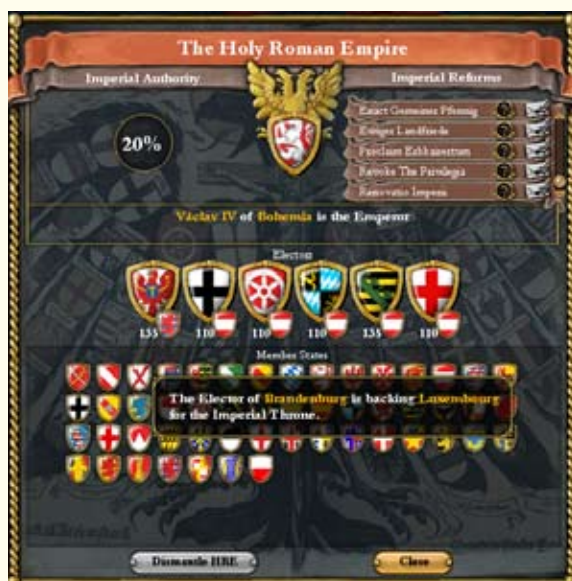 The Holy Roman Empire
Imperial Authority
Imperial Reforms
20%
Enact Gemeiner Pfennig
Ewiger Landfriede
Proclaim Erbkaisertum
Revoke The Privilegia
Renovatio Imperii
Václav IV of Bohemia is the Emperor
Electors
135 110 110 110 135 110
Member States
The Elector of Brandenburg is backing Luxembourg
for the Imperial Throne.
Dismantle HRE
Close